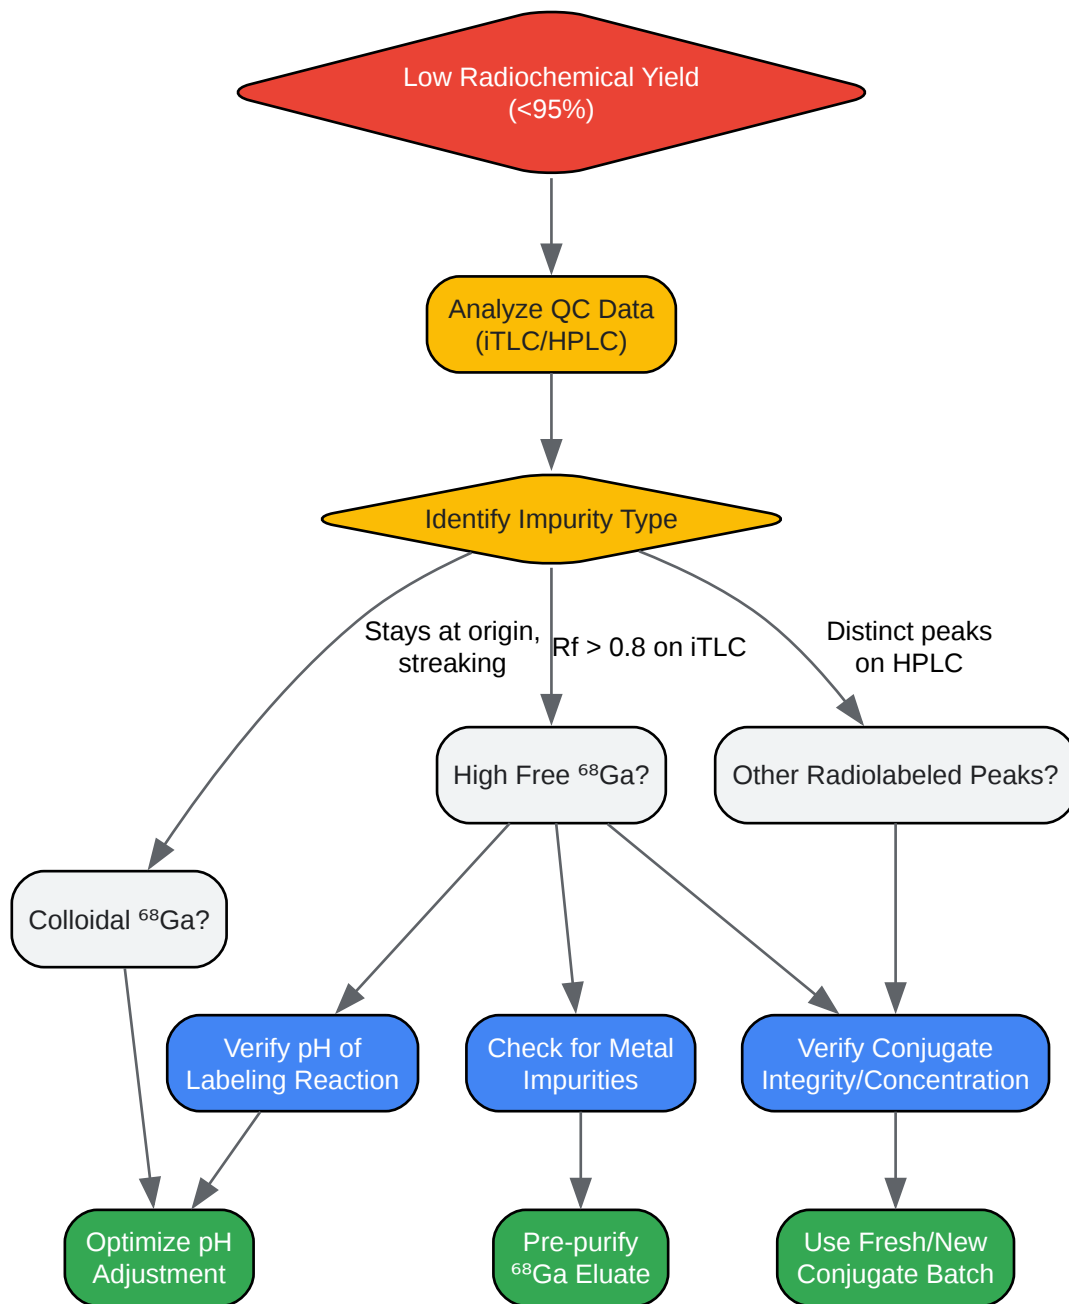 Low Radiochemical Yield
(<95%)
Analyze QC Data
(iTLC/HPLC)
Identify Impurity Type
Stays at origin,
streaking
Rf > 0.8 on iTLC
Distinct peaks
on HPLC
High Free ⁶⁸Ga?
Other Radiolabeled Peaks?
Colloidal ⁶⁸Ga?
Verify pH of
Labeling Reaction
Check for Metal
Impurities
Verify Conjugate
Integrity/Concentration
Optimize pH
Adjustment
Pre-purify
⁶⁸Ga Eluate
Use Fresh/New
Conjugate Batch